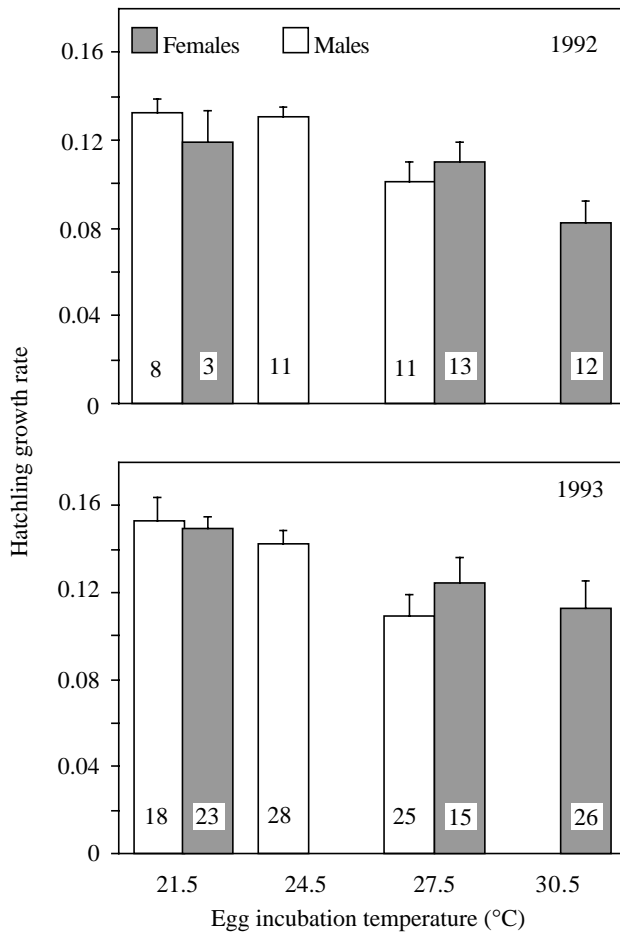 Hatchling growth rate
0.16
Females
Males
1992
0.12
0.08
0.04
8 3 11 11 13 12
0
0.16
1993
0.12
0.08
0.04
18 23 28 25 15 26
0
21.5 24.5 27.5 30.5
Egg incubation temperature (°C)